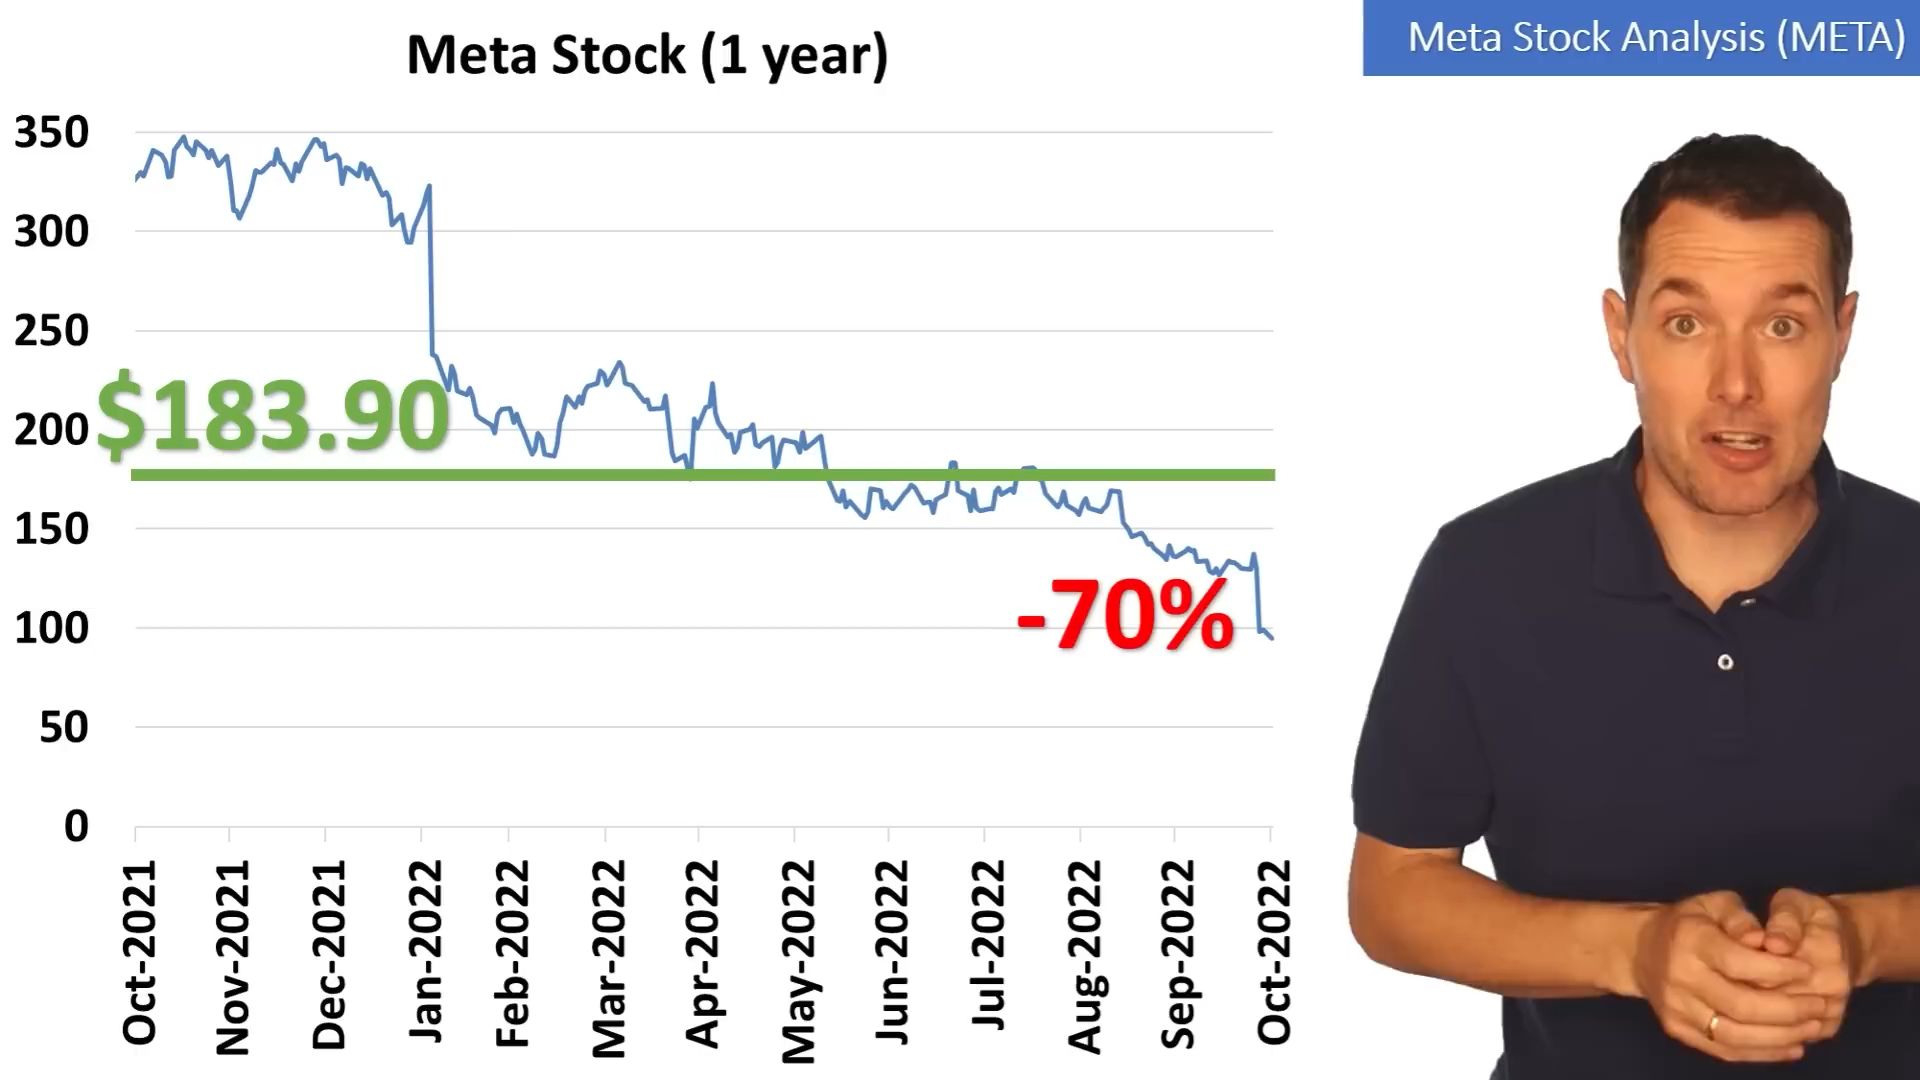 Meta Stock (1 year)
Meta Stock Analysis (META)
350
300
250
200
150
100
50
0
$183.90
-70%
Oct-2021
Nov-2021
Dec-2021
Jan-2022
Feb-2022
Mar-2022
Apr-2022
May-2022
Jun-2022
Jul-2022
Aug-2022
Sep-2022
Oct-2022